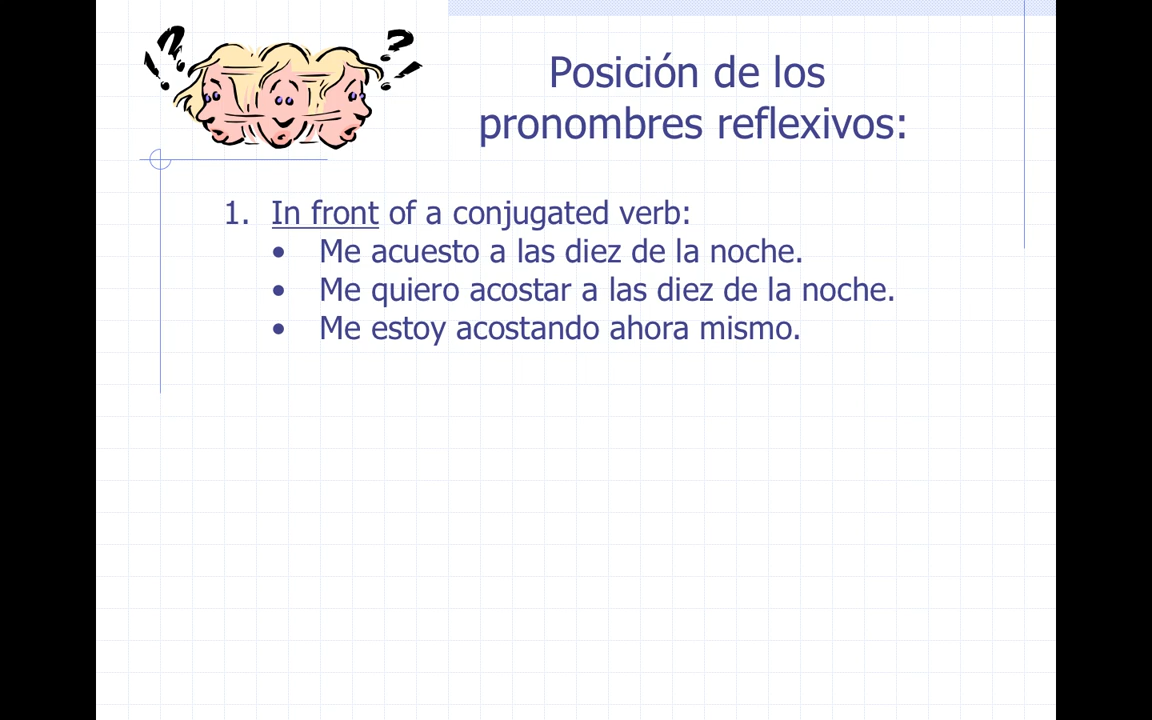 Posición de los
pronombres reflexivos:
1. In front of a conjugated verb:
• Me acuesto a las diez de la noche.
• Me quiero acostar a las diez de la noche.
• Me estoy acostando ahora mismo.